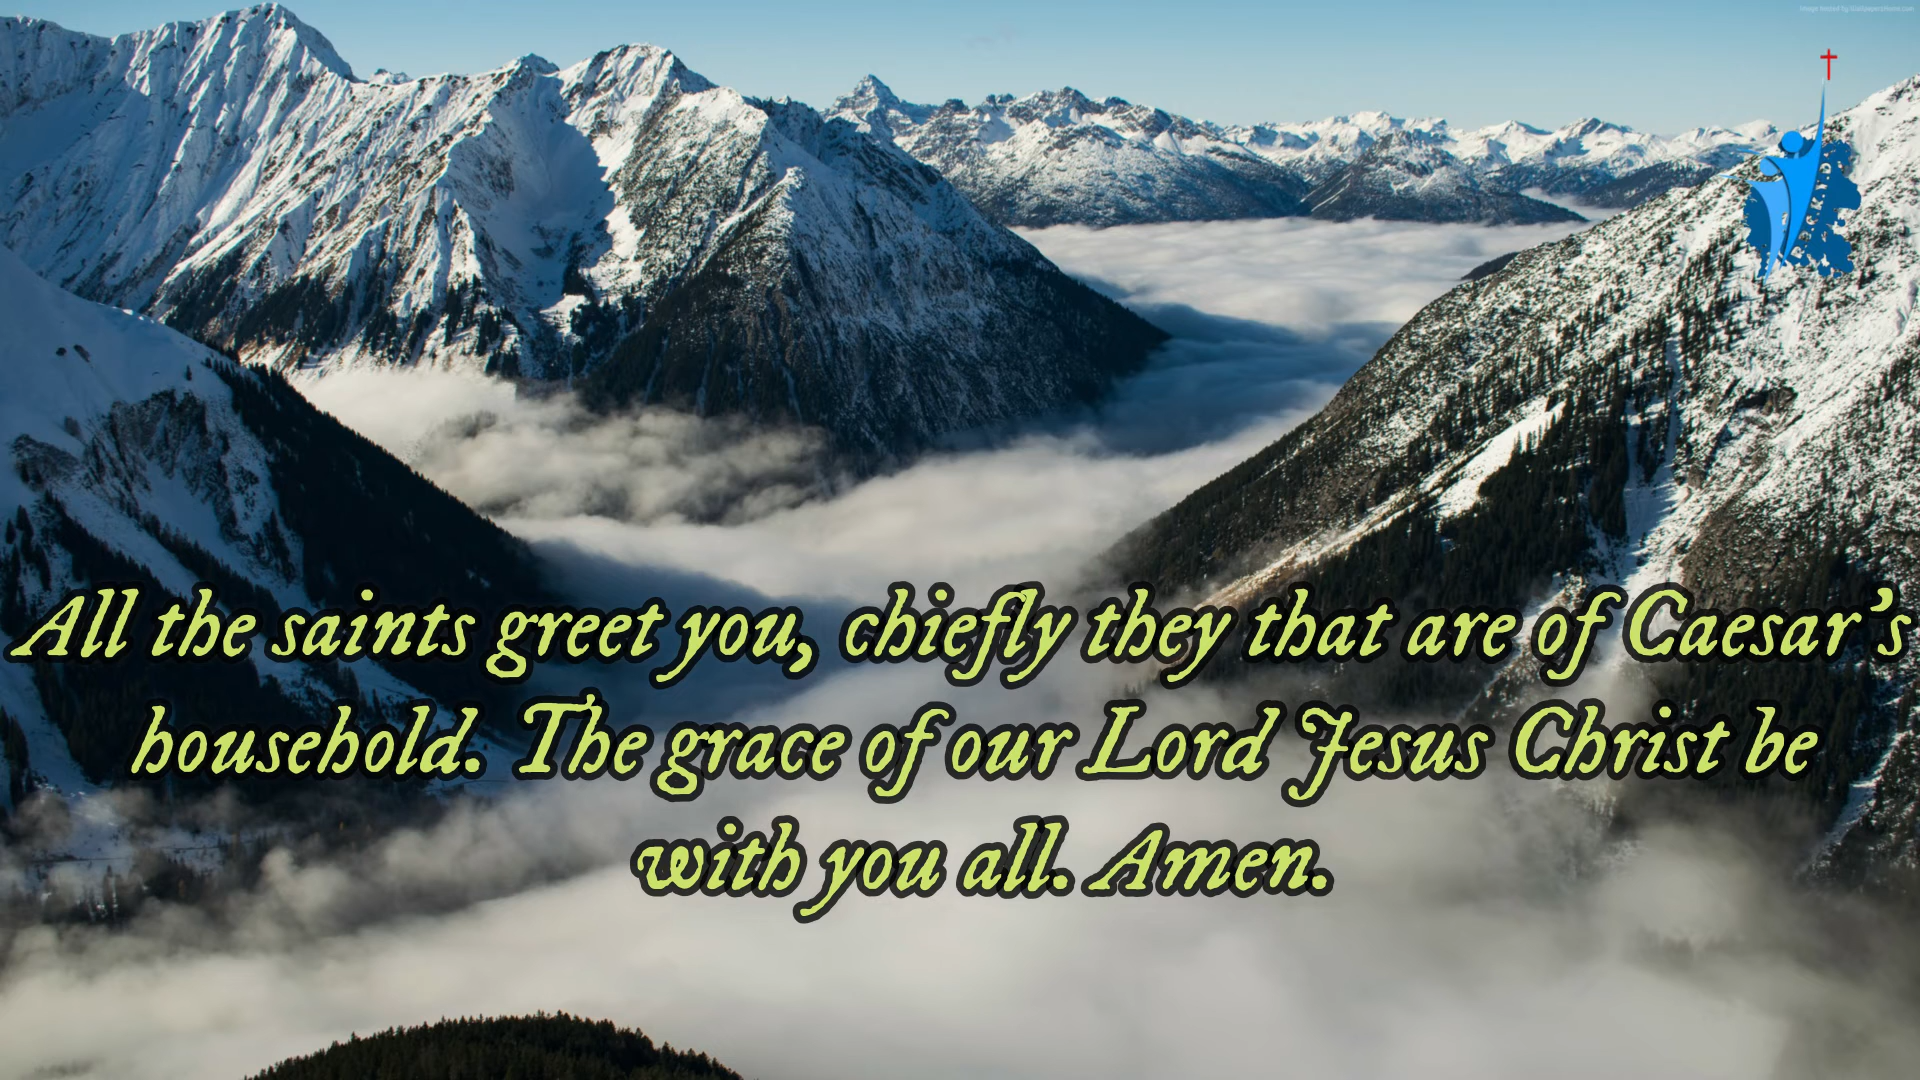 All the saints greet you, chiefly they that are of Caesar’s
household. The grace of our Lord Jesus Christ be
with you all. Amen.